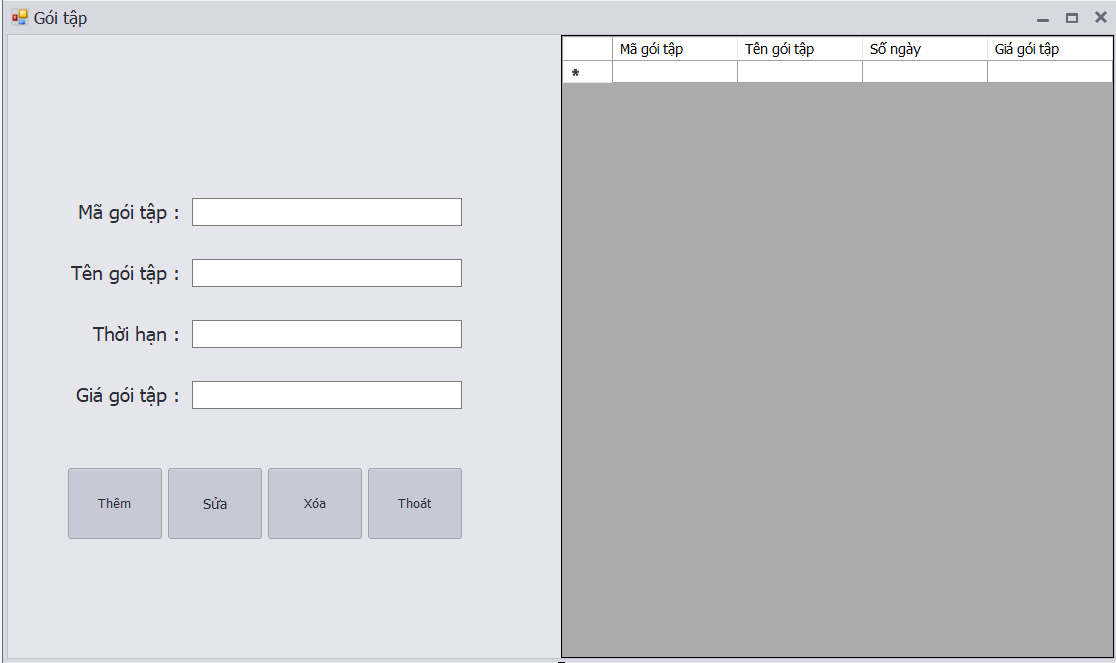 Gói tập
Mã gói tập :
Tên gói tập :
Thời hạn :
Giá gói tập :
Thêm Sửa Xóa Thoát
Mã gói tập Tên gói tập Số ngày Giá gói tập
*